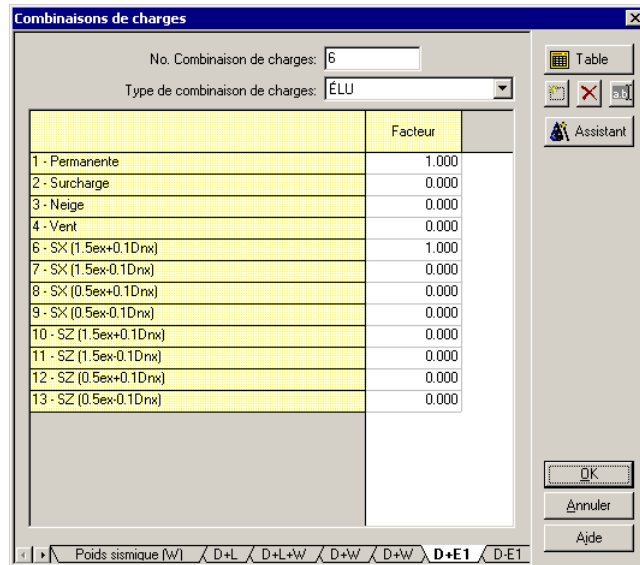 Combinaisons de charges
No. Combinaison de charges: 6
Type de combinaison de charges: ÉLU
Table
a.b
Assistant
Facteur
1 - Permanente 1.000
2 - Surcharge 0.000
3 - Neige 0.000
4 - Vent 0.000
6 - SX (1.5ex+0.1Dnx) 1.000
7 - SX (1.5ex-0.1Dnx) 0.000
8 - SX (0.5ex+0.1Dnx) 0.000
9 - SX (0.5ex-0.1Dnx) 0.000
10 - SZ (1.5ex+0.1Dnx) 0.000
11 - SZ (1.5ex-0.1Dnx) 0.000
12 - SZ (0.5ex+0.1Dnx) 0.000
13 - SZ (0.5ex-0.1Dnx) 0.000
OK
Annuler
Aide
Poids sismique (W) D+L D+L+W D+W D+W D+E1 D-E1